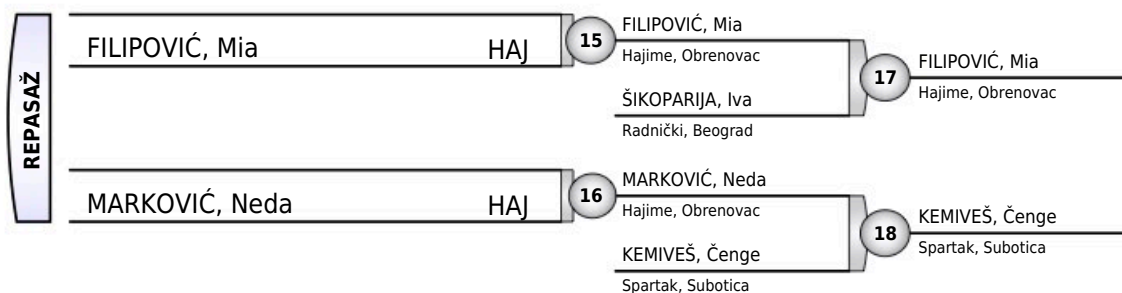 REPASAŽ
FILIPOVIĆ, Mia HAJ
15
FILIPOVIĆ, Mia
Hajime, Obrenovac
ŠIKOPARIJA, Iva
Radnički, Beograd
17
FILIPOVIĆ, Mia
Hajime, Obrenovac
MARKOVIĆ, Neda HAJ
16
MARKOVIĆ, Neda
Hajime, Obrenovac
KEMIVEŠ, Čenge
Spartak, Subotica
18
KEMIVEŠ, Čenge
Spartak, Subotica